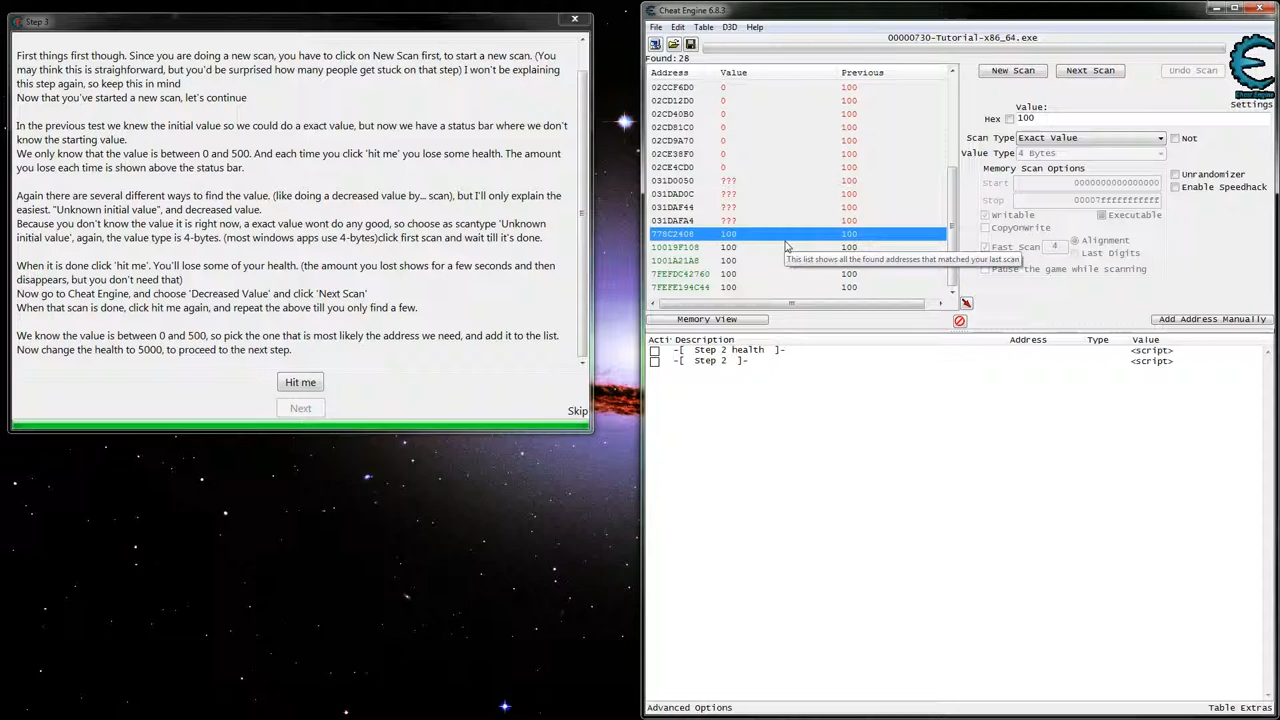 Step 3
First things first though. Since you are doing a new scan, you have to click on New Scan first, to start a new scan. (You
may think this is straighforward, but you'd be surprised how many people get stuck on that step) I won't be explaining
this step again, so keep this in mind
Now that you've started a new scan, let's continue
In the previous test we knew the initial value so we could do a exact value, but now we have a status bar where we don't
know the starting value.
We only know that the value is between 0 and 500. And each time you click 'hit me' you lose some health. The amount
you lose each time is shown above the status bar.
Again there are several different ways to find the value. (like doing a decreased value by... scan), but I'll only explain the
easiest. "Unknown initial value", and decreased value.
Because you don't know the value it is right now, a exact value wont do any good, so choose as scantype 'Unknown
initial value', again, the value type is 4-bytes. (most windows apps use 4-bytes)click first scan and wait till it's done.
When it is done click 'hit me'. You'll lose some of your health. (the amount you lost shows for a few seconds and then
disappears, but you don't need that)
Now go to Cheat Engine, and choose 'Decreased Value' and click 'Next Scan'
When that scan is done, click hit me again, and repeat the above till you only find a few.
We know the value is between 0 and 500, so pick the one that is most likely the address we need, and add it to the list.
Now change the health to 5000, to proceed to the next step.
Hit me
Next
Skip
Cheat Engine 6.8.3
File Edit Table D3D Help
00000730-Tutorial-x86_64.exe
Found: 28
Address Value Previous
02CCF6D0 0 100
02CD12D0 0 100
02CD40B0 0 100
02CD81C0 0 100
02CD9A70 0 100
02CE38F0 0 100
02CE4CD0 0 100
031D0050 ??? 100
031DAD0C ??? 100
031DAF44 ??? 100
031DAFA4 ??? 100
778C2408 100 100
10019F108 100 100
1001A21A8 100
7FEFDC42760 100 100
7FEFE194C44 100 100
This list shows all the found addresses that matched your last scan
Memory View
New Scan Next Scan Undo Scan
Cheat Engine
Settings
Value:
Hex 100
Scan Type Exact Value Not
Value Type 4 Bytes
Memory Scan Options
Start 0000000000000000
Stop 00007fffffffffff
Unrandomizer
Enable Speedhack
Writable Executable
CopyOnWrite
Fast Scan 4 Alignment
Last Digits
Pause the game while scanning
Add Address Manually
Acti Description Address Type Value
-[ Step 2 health ]- <script>
-[ Step 2 ]- <script>
Advanced Options Table Extras